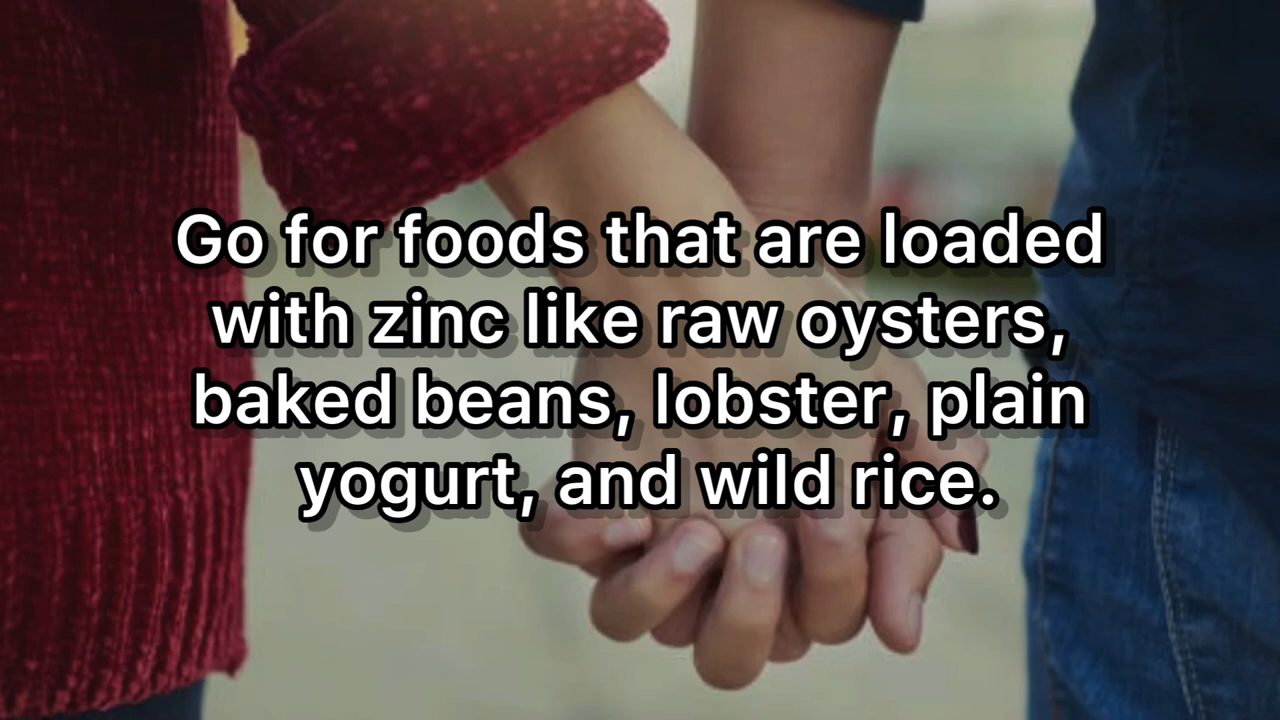 Go for foods that are loaded
with zinc like raw oysters,
baked beans, lobster, plain
yogurt, and wild rice.